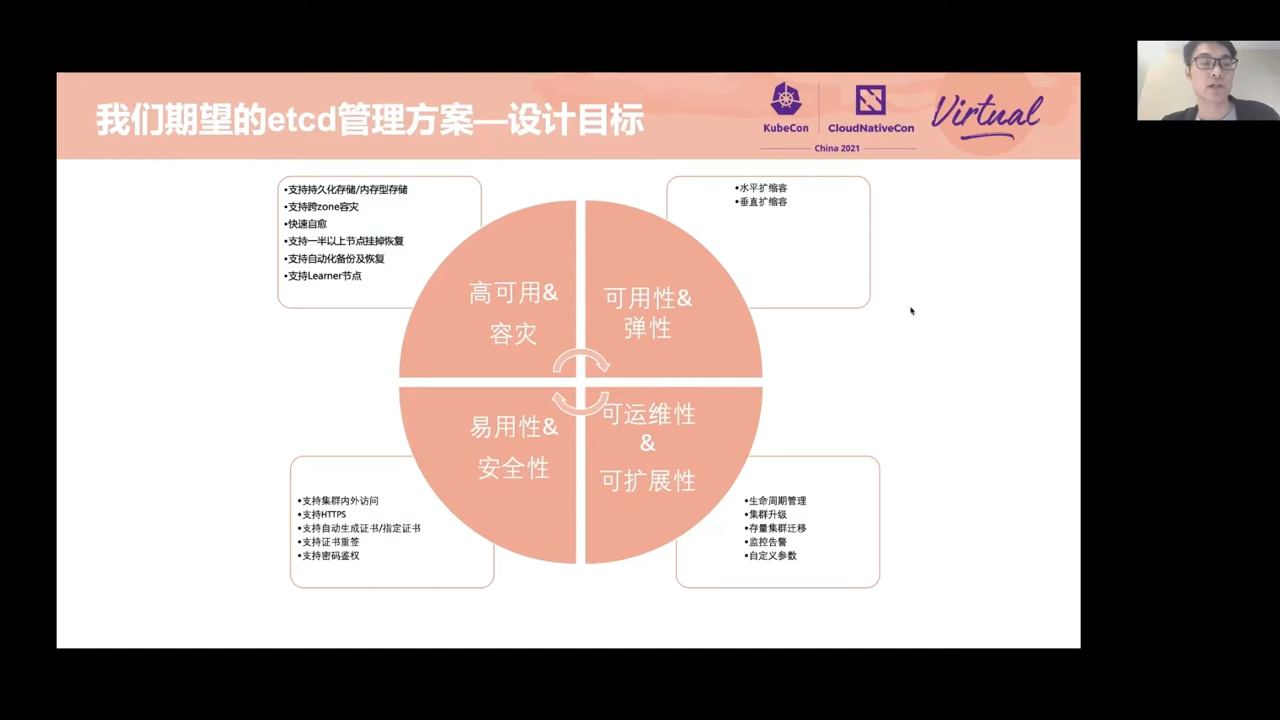 我们期望的etcd管理方案—设计目标
KubeCon
CloudNativeCon
Virtual
China 2021
•支持持久化存储/内存型存储
•支持跨zone容灾
•快速自愈
•支持一半以上节点挂掉恢复
•支持自动化备份及恢复
•支持Learner节点
•水平扩缩容
•垂直扩缩容
高可用&
容灾
可用性&
弹性
易用性&
安全性
可运维性
&
可扩展性
•支持集群内外访问
•支持HTTPS
•支持自动生成证书/指定证书
•支持证书重签
•支持密码鉴权
•生命周期管理
•集群升级
•存量集群迁移
•监控告警
•自定义参数